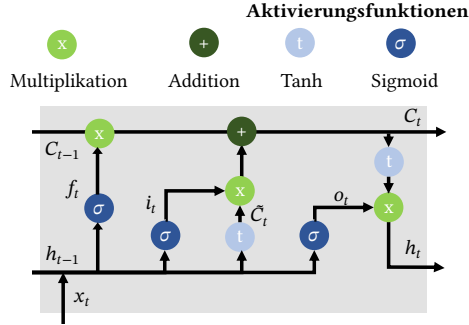 Aktivierungsfunktionen
x + t σ
Multiplikation Addition Tanh Sigmoid
C_t
x +
C_{t−1}
t
f_t i_t x o_t
σ C̃_t x
σ t σ
h_{t−1} h_t
x_t